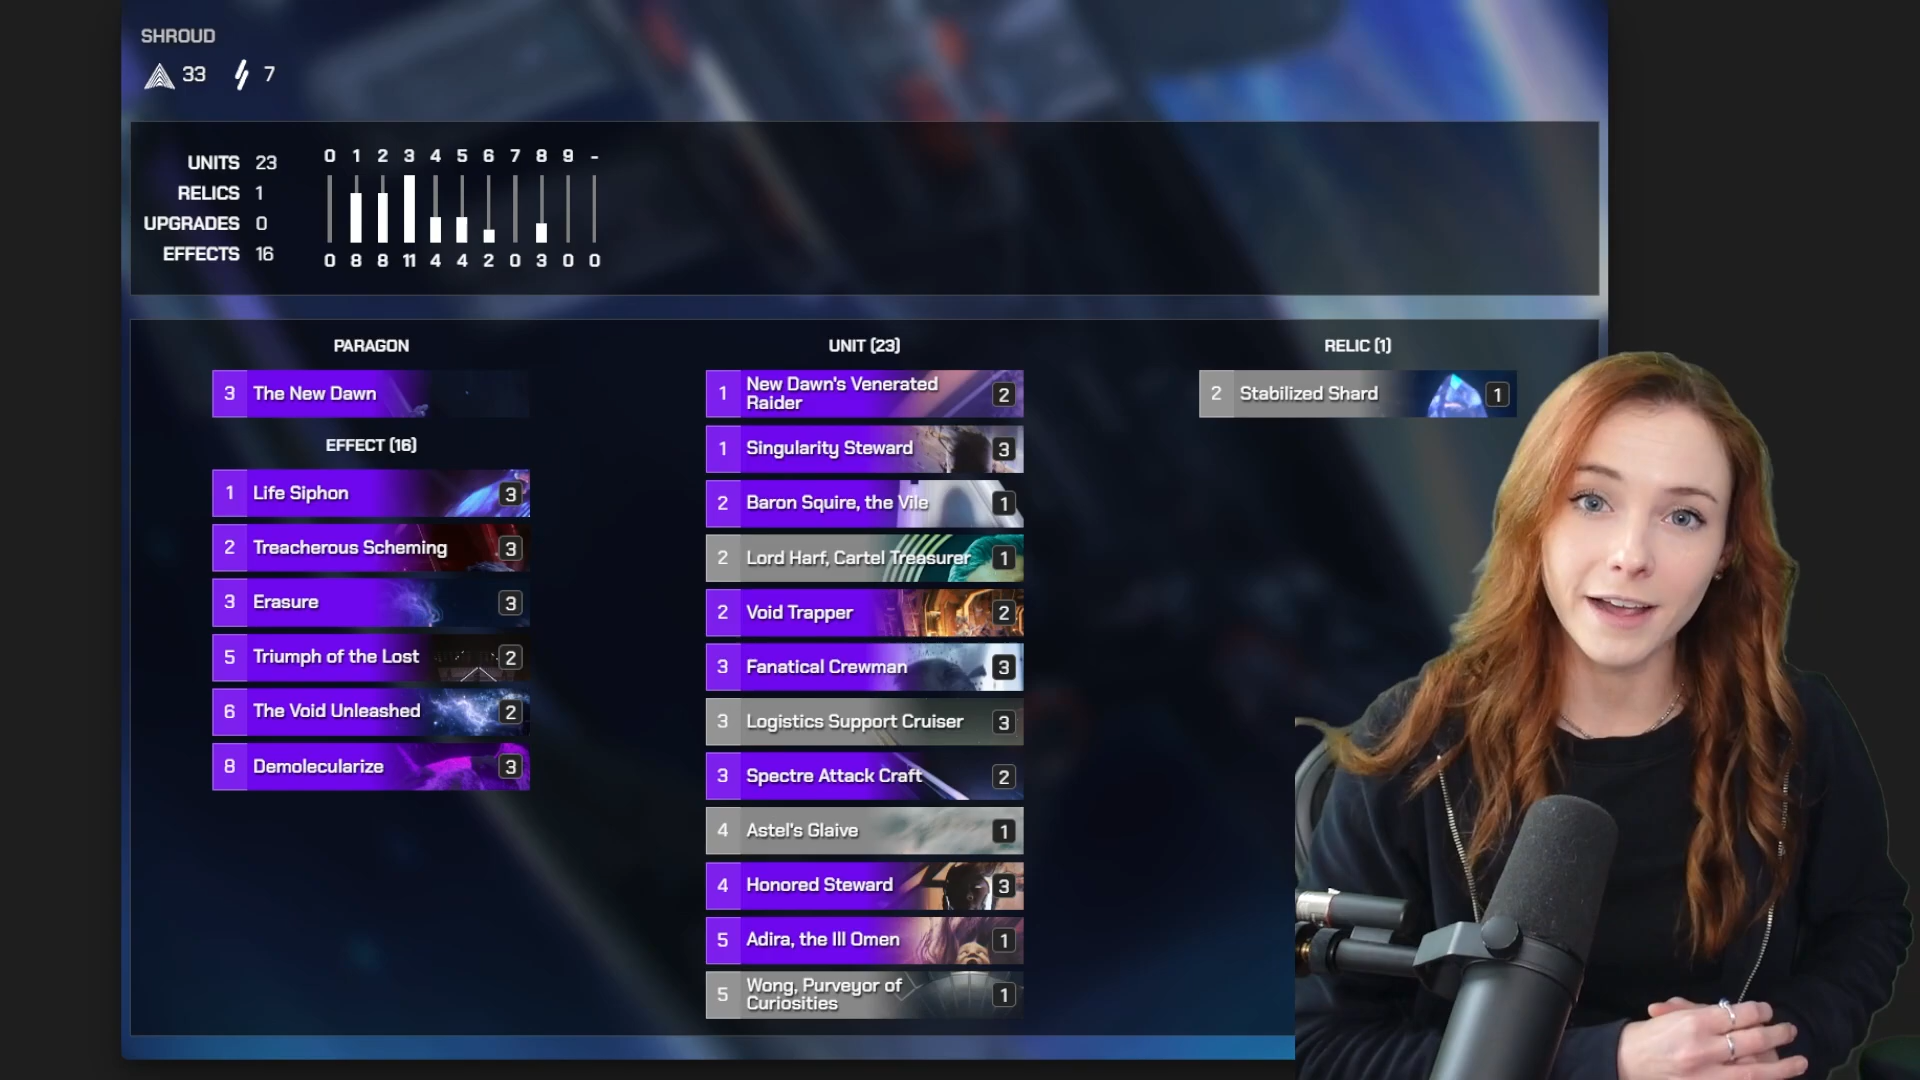 SHROUD
33 7
UNITS 23
RELICS 1
UPGRADES 0
EFFECTS 16
0 1 2 3 4 5 6 7 8 9 -
0 8 8 11 4 4 2 0 3 0 0
PARAGON
3 The New Dawn
EFFECT (16)
1 Life Siphon 3
2 Treacherous Scheming 3
3 Erasure 3
5 Triumph of the Lost 2
6 The Void Unleashed 2
8 Demolecularize 3
UNIT (23)
1 New Dawn's Venerated
Raider 2
1 Singularity Steward 3
2 Baron Squire, the Vile 1
2 Lord Harf, Cartel Treasurer 1
2 Void Trapper 2
3 Fanatical Crewman 3
3 Logistics Support Cruiser 3
3 Spectre Attack Craft 2
4 Astel's Glaive 1
4 Honored Steward 3
5 Adira, the Ill Omen 1
5 Wong, Purveyor of
Curiosities 1
RELIC (1)
2 Stabilized Shard 1